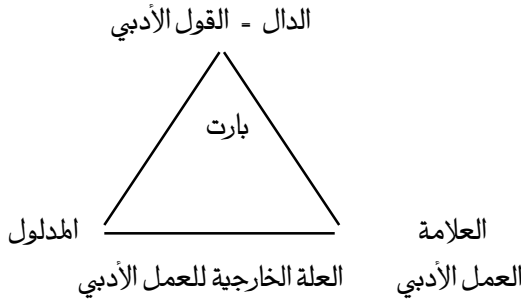 الدال = القول الأدبي
بارت
العلامة المدلول
العمل الأدبي العلة الخارجية للعمل الأدبي